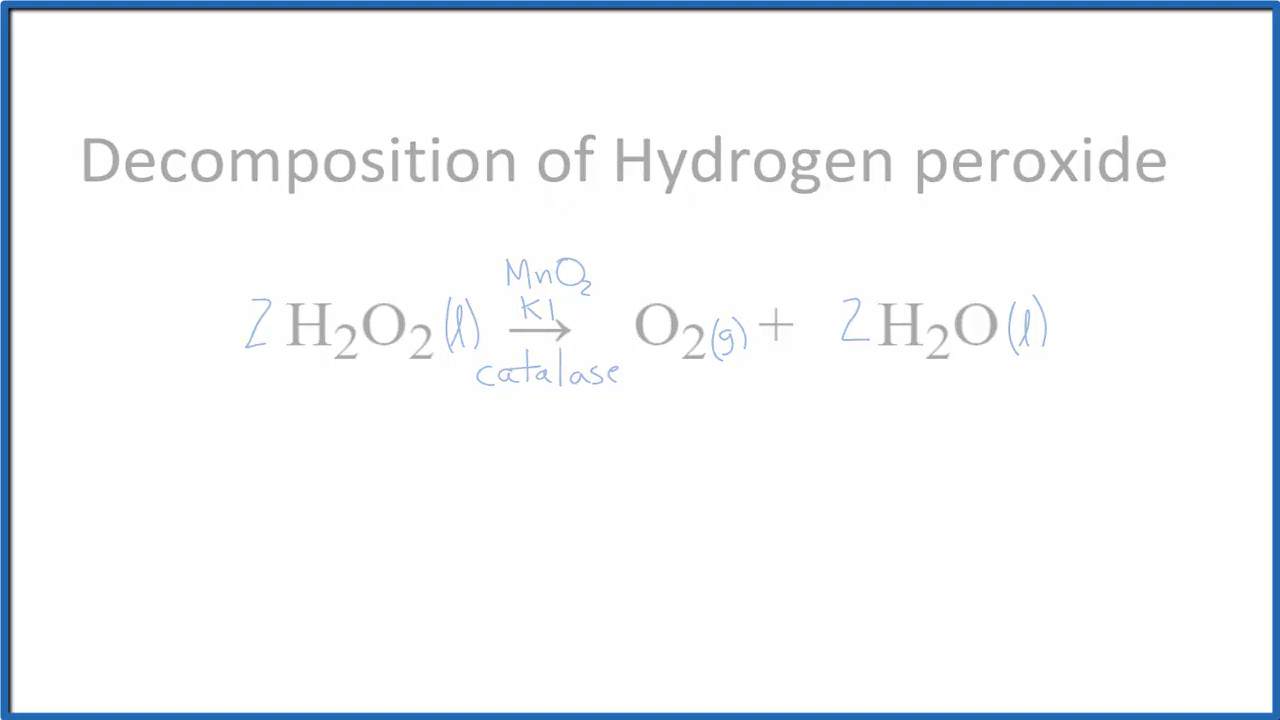 Decomposition of Hydrogen peroxide
MnO₂
KI
2 H₂O₂ (l) → O₂(g) + 2 H₂O (l)
catalase